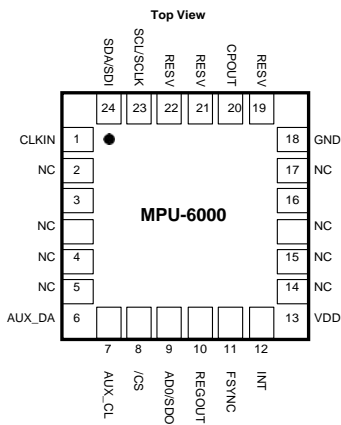 Top View
SDA/SDI
SCL/SCLK
RESV
RESV
CPOUT
RESV
24 23 22 21 20 19
CLKIN 1 18 GND
NC 2 17 NC
3 16
NC NC
NC 4 15 NC
NC 5 14 NC
AUX_DA 6 13 VDD
MPU-6000
7 8 9 10 11 12
AUX_CL
/CS
AD0/SDO
REGOUT
FSYNC
INT